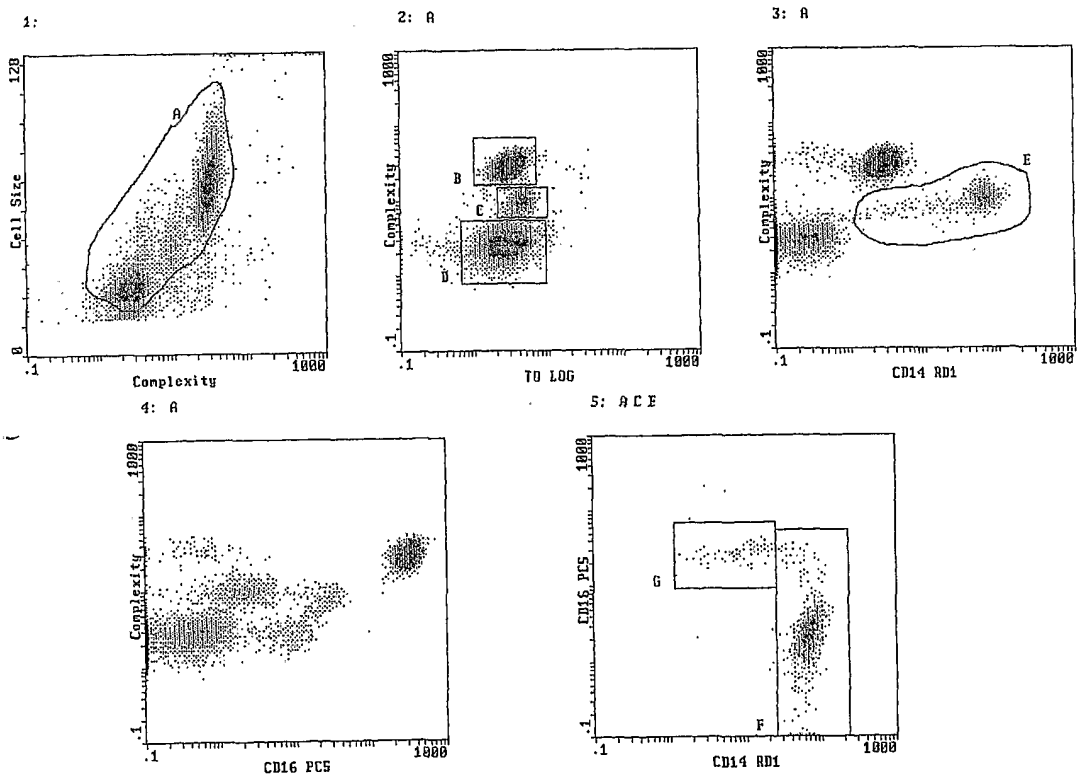 1:
128
Cell Size
0
A
.1
1000
Complexity
2: A
1000
Complexity
.1
B
C
D
1000
TO LOG
3: A
1000
Complexity
.1
E
.1
1000
CD14 RD1
4: A
1000
Complexity
.1
.1
1000
CD16 PC5
5: A C E
1000
CD16 PC5
.1
G
F
.1
1000
CD14 RD1